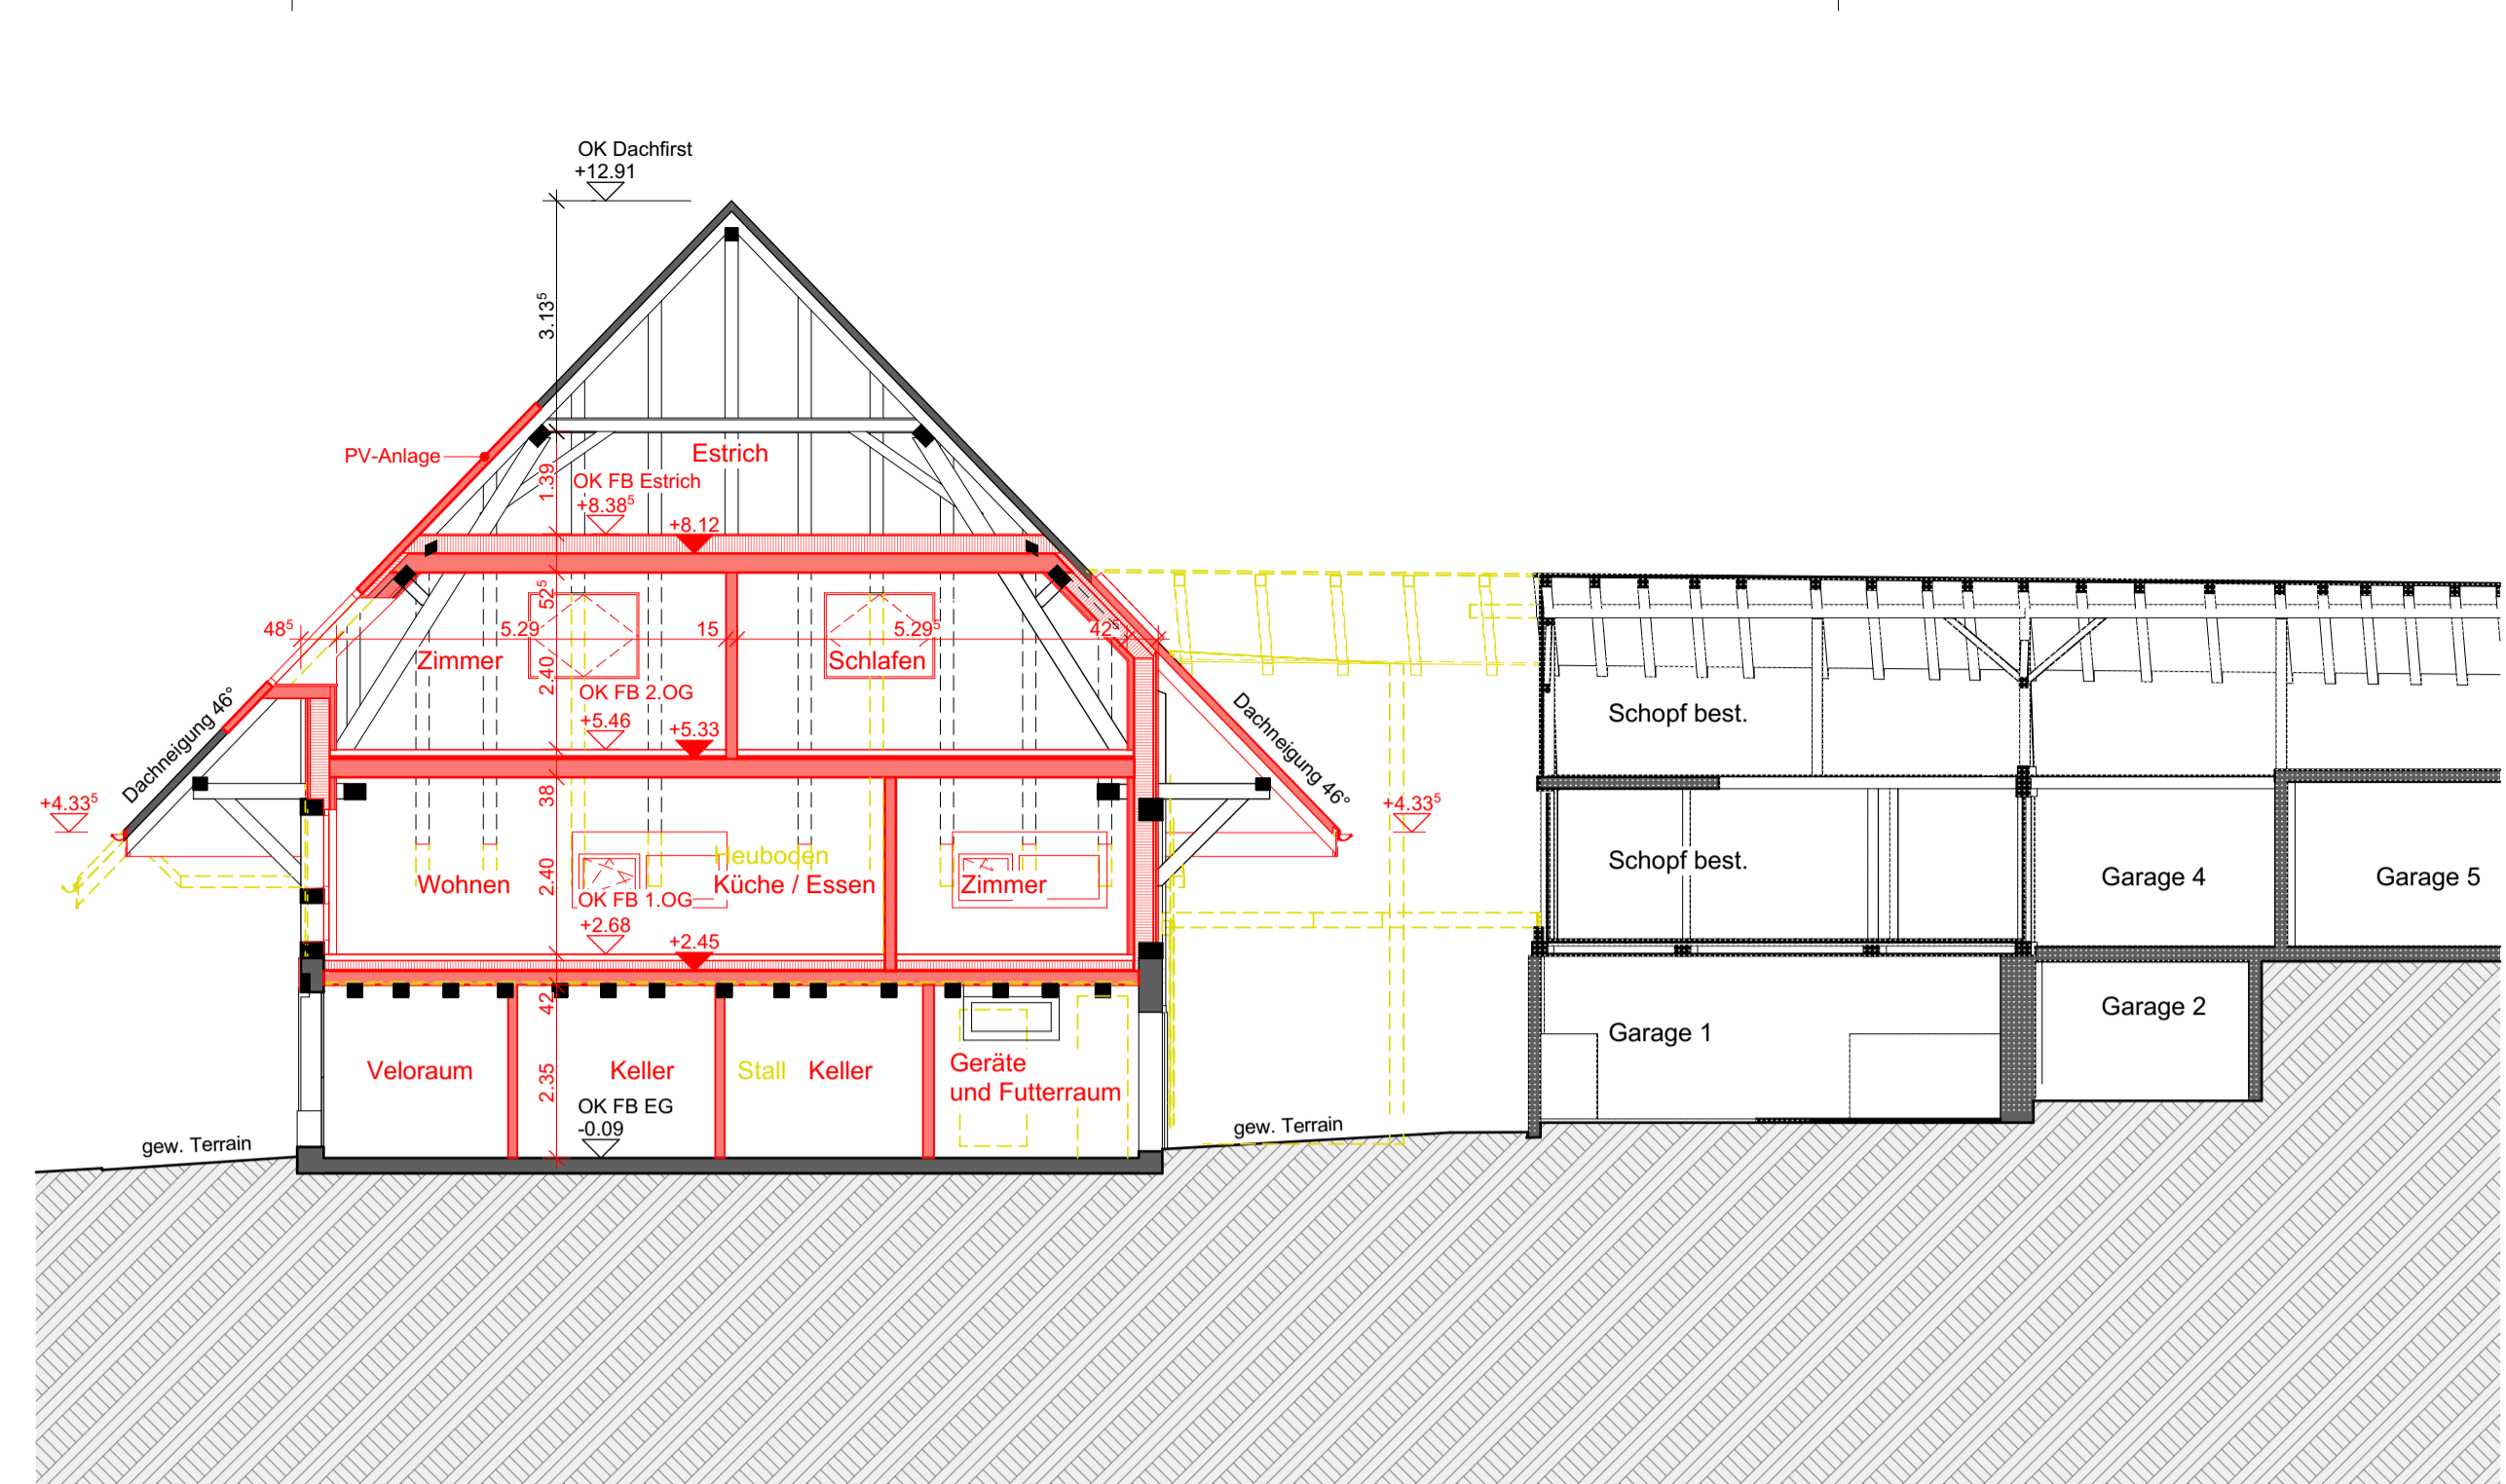 OK Dachfirst
+12.91
3.13⁵
PV-Anlage
Estrich
1.39
OK FB Estrich
+8.38⁵
+8.12
52⁵
48⁵
5.29
15
5.29⁵
42⁵
Zimmer
Schlafen
2.40
OK FB 2.OG
+5.46
+5.33
Dachneigung 46°
Dachneigung 46°
Schopf best.
+4.33⁵
38
+4.33⁵
Heuboden
Wohnen
Küche / Essen
Zimmer
2.40
OK FB 1.OG
+2.68
+2.45
Schopf best.
Garage 4
Garage 5
42
Veloraum
Keller
Stall
Keller
Geräte
und Futterraum
2.35
OK FB EG
-0.09
Garage 1
Garage 2
gew. Terrain
gew. Terrain